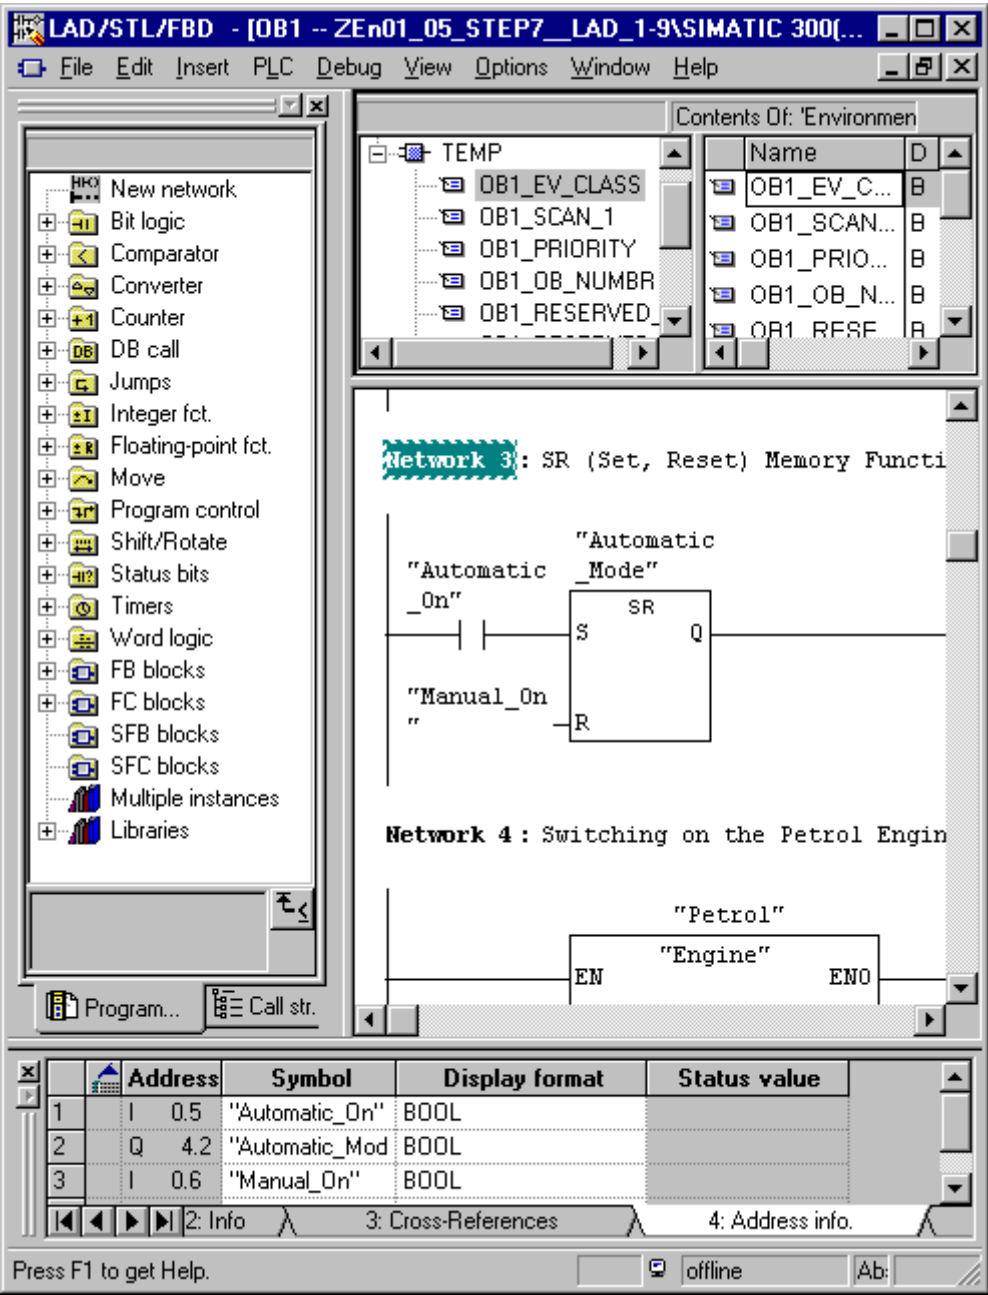 LAD/STL/FBD - [OB1 -- ZEn01_05_STEP7__LAD_1-9\SIMATIC 300(...
File Edit Insert PLC Debug View Options Window Help
New network
Bit logic
Comparator
Converter
Counter
DB call
Jumps
Integer fct.
Floating-point fct.
Move
Program control
Shift/Rotate
Status bits
Timers
Word logic
FB blocks
FC blocks
SFB blocks
SFC blocks
Multiple instances
Libraries
Program...
Call str.
Contents Of: 'Environmen
TEMP
OB1_EV_CLASS
OB1_SCAN_1
OB1_PRIORITY
OB1_OB_NUMBR
OB1_RESERVED_
Name D
OB1_EV_C... B
OB1_SCAN... B
OB1_PRIO... B
OB1_OB_N... B
OB1_RESE B
Network 3: SR (Set, Reset) Memory Functi
"Automatic
_Mode"
"Automatic
_On"
SR
S Q
"Manual_On
"
R
Network 4: Switching on the Petrol Engin
"Petrol"
"Engine"
EN ENO
Address Symbol Display format Status value
1 I 0.5 "Automatic_On" BOOL
2 Q 4.2 "Automatic_Mod BOOL
3 I 0.6 "Manual_On" BOOL
2: Info 3: Cross-References 4: Address info.
Press F1 to get Help. offline Ab